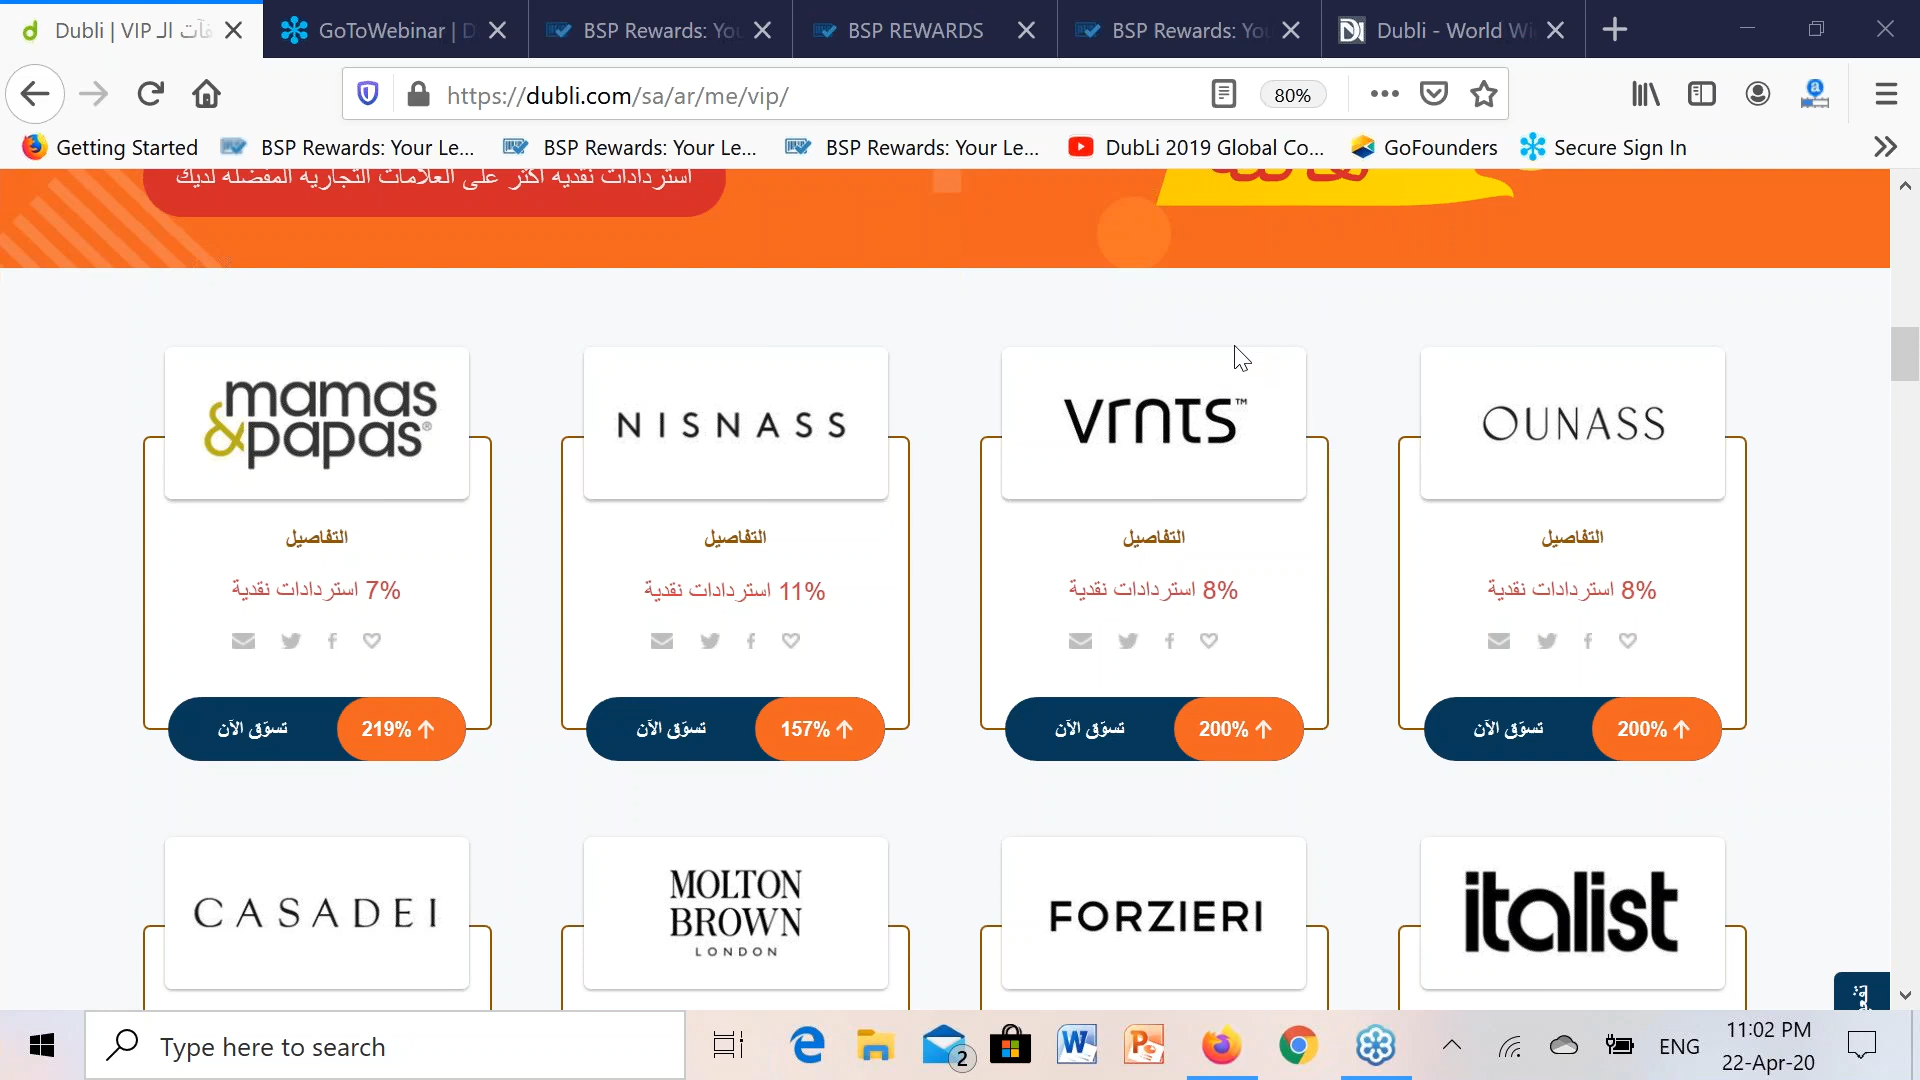 Dubli | VIP
GoToWebinar | D
BSP Rewards: You
BSP REWARDS
BSP Rewards: You
Dubli - World Wi
https://dubli.com/sa/ar/me/vip/
80%
Getting Started
BSP Rewards: Your Le...
BSP Rewards: Your Le...
BSP Rewards: Your Le...
DubLi 2019 Global Co...
GoFounders
Secure Sign In
استردادات نقدية أكثر على العلامات التجارية المفضلة لديك
mamas
&papas®
NISNASS
vrnts™
OUNASS
التفاصيل
التفاصيل
التفاصيل
التفاصيل
7% استردادات نقدية
11% استردادات نقدية
8% استردادات نقدية
8% استردادات نقدية
تسوّق الآن
219%
تسوّق الآن
157%
تسوّق الآن
200%
تسوّق الآن
200%
CASADEI
MOLTON
BROWN
LONDON
FORZIERI
italist
Type here to search
2
ENG
11:02 PM
22-Apr-20